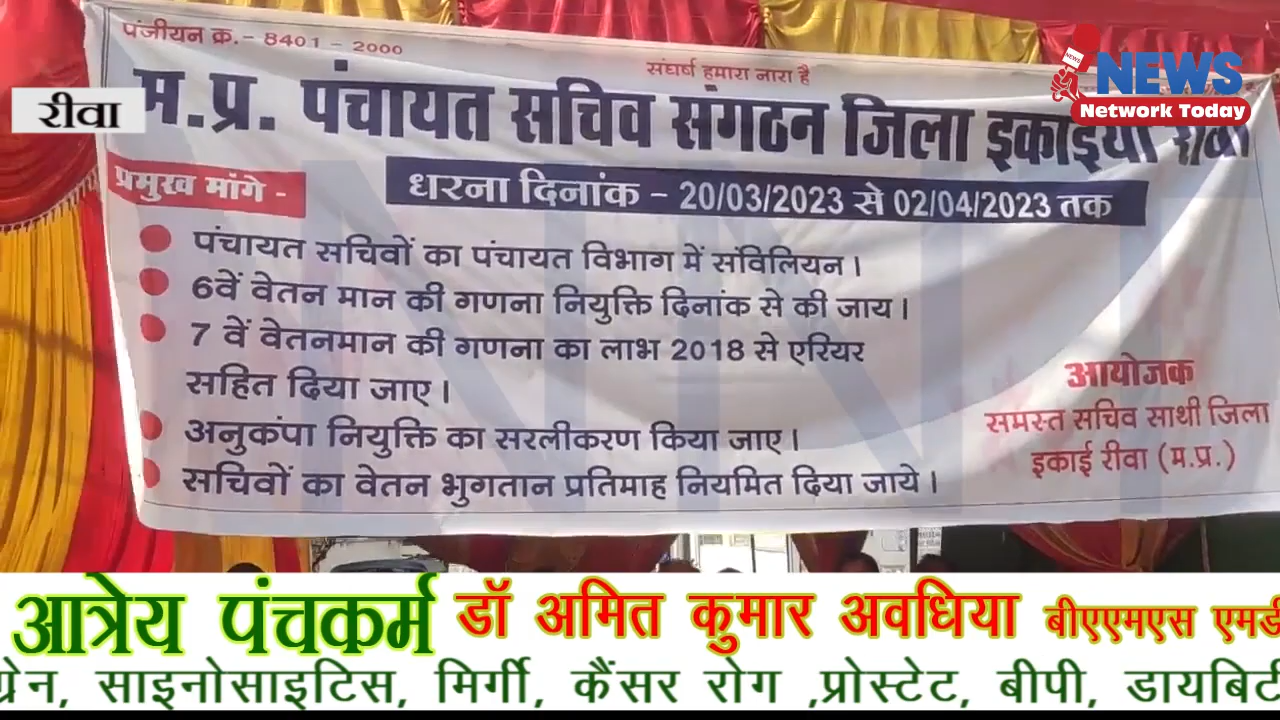 पंजीयन क्र.- 8401 - 2000
संघर्ष हमारा नारा है
NEWS
Network Today
रीवा
म.प्र. पंचायत सचिव संगठन जिला इकाईयां रीवा
प्रमुख मांगे -
धरना दिनांक - 20/03/2023 से 02/04/2023 तक
पंचायत सचिवों का पंचायत विभाग में संविलियन।
6वें वेतन मान की गणना नियुक्ति दिनांक से की जाय।
7 वें वेतनमान की गणना का लाभ 2018 से एरियर
सहित दिया जाए।
अनुकंपा नियुक्ति का सरलीकरण किया जाए।
सचिवों का वेतन भुगतान प्रतिमाह नियमित दिया जाये।
आयोजक
समस्त सचिव साथी जिला
इकाई रीवा (म.प्र.)
आत्रेय पंचकर्म डॉ अमित कुमार अवधिया बीएएमएस एमडी
ग्रेन, साइनोसाइटिस, मिर्गी, कैंसर रोग ,प्रोस्टेट, बीपी, डायबिटी